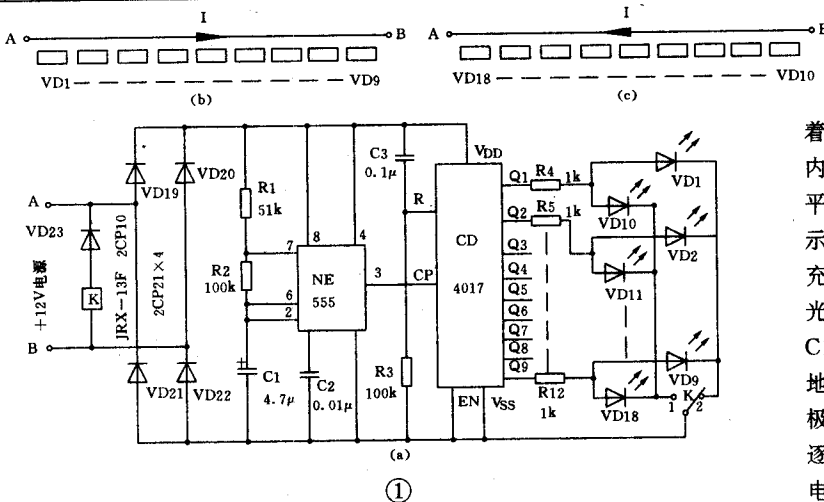 I
A B
VD1 VD9
(b)
I
A B
VD18 VD10
(c)
A
B
+12V电源
VD23
K
JRX-13F 2CP10
2CP21×4
VD19
VD20
VD21
VD22
R1
51k
R2
100k
C1
+
4.7μ
C2
0.01μ
7
6
2
8
4
3
NE
555
C3
0.1μ
R3
100k
R
CP
CD
4017
VDD
EN
VSS
Q1
Q2
Q3
Q4
Q5
Q6
Q7
Q8
Q9
R4 1k
R5 1k
R12
1k
VD1
VD10
VD2
VD11
VD9
VD18
1 K 2
(a)
①
着
内
平
示
充
光
C
地
极
逐
电